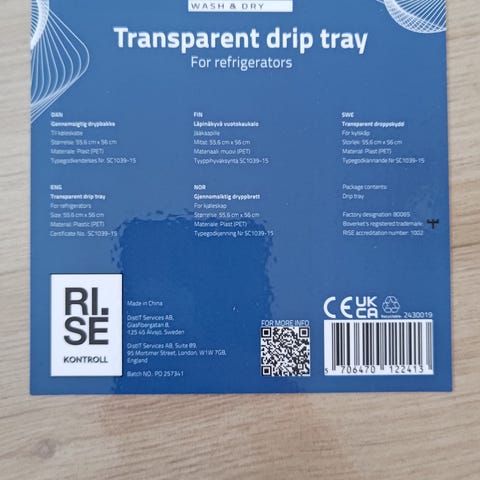 WASH & DRY
Transparent drip tray
For refrigerators
DAN
Gennemsigtig drypbakke
Til køleskabe
Størrelse: 55,6 cm x 56 cm
Materiale: Plast (PET)
Typegodkendelses Nr. SC1039-15
FIN
Läpinäkyvä vuotokaukalo
Jääkaapille
Mitat: 55,6 cm x 56 cm
Materiaali: muovi (PET)
Tyyppihyväksyntä SC1039-15
SWE
Transparent droppskydd
För kylskåp
Storlek: 55,6 cm x 56 cm
Material: Plast (PET)
Typgodkännande Nr SC1039-15
ENG
Transparent drip tray
For refrigerators
Size: 55,6 cm x 56 cm
Material: Plastic (PET)
Certificate No. SC1039-15
NOR
Gjennomsiktig dryppbrett
For kjøleskap
Størrelse: 55,6 cm x 56 cm
Materiale: Plast (PET)
Typegodkjenning Nr SC1039-15
Package contents:
Drip tray
Factory designation: 80065
Boverket's registered trademark:
RISE accreditation number: 1002
RI.
SE
KONTROLL
Made in China
DistIT Services AB,
Glasfibergatan 8,
125 45 Älvsjö, Sweden
DistIT Services AB, Suite 89,
95 Mortimer Street, London, W1W 7GB,
England
Batch NO.: PO 257341
FOR MORE INFO
CE UK
CA
2430019
5 706470 122413